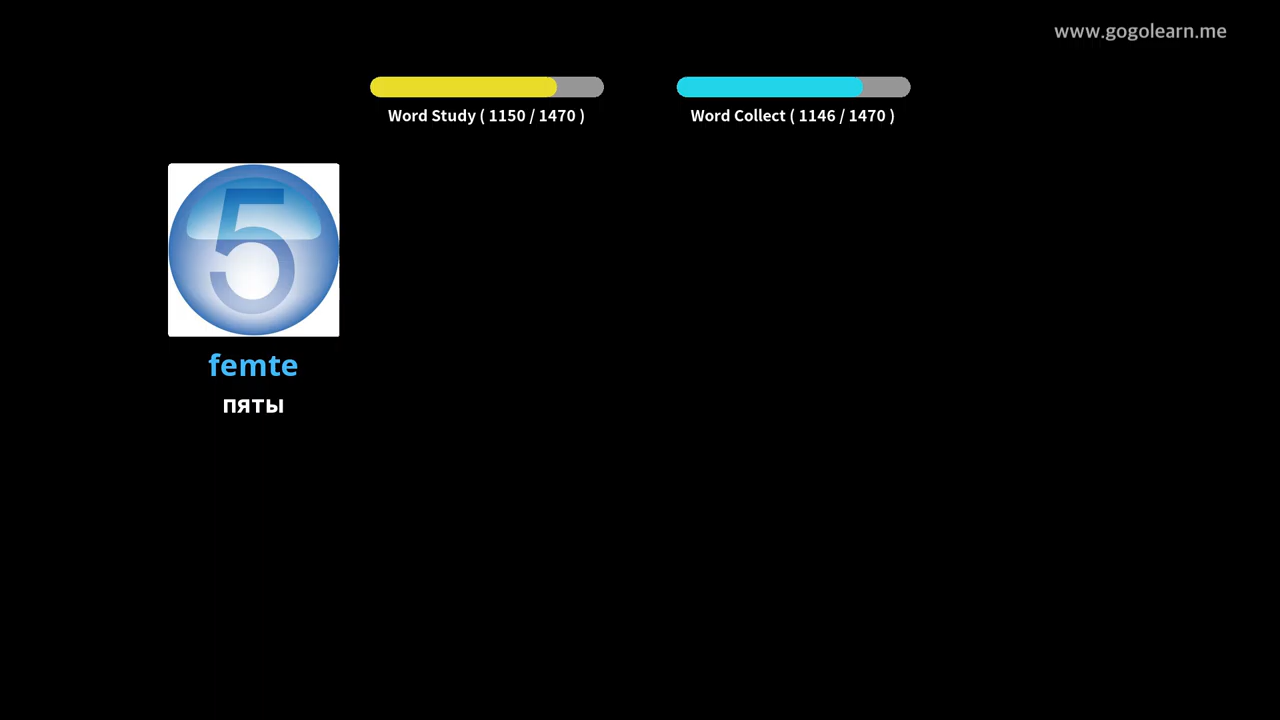 www.gogolearn.me
Word Study ( 1150 / 1470 )
Word Collect ( 1146 / 1470 )
5
femte
пяты